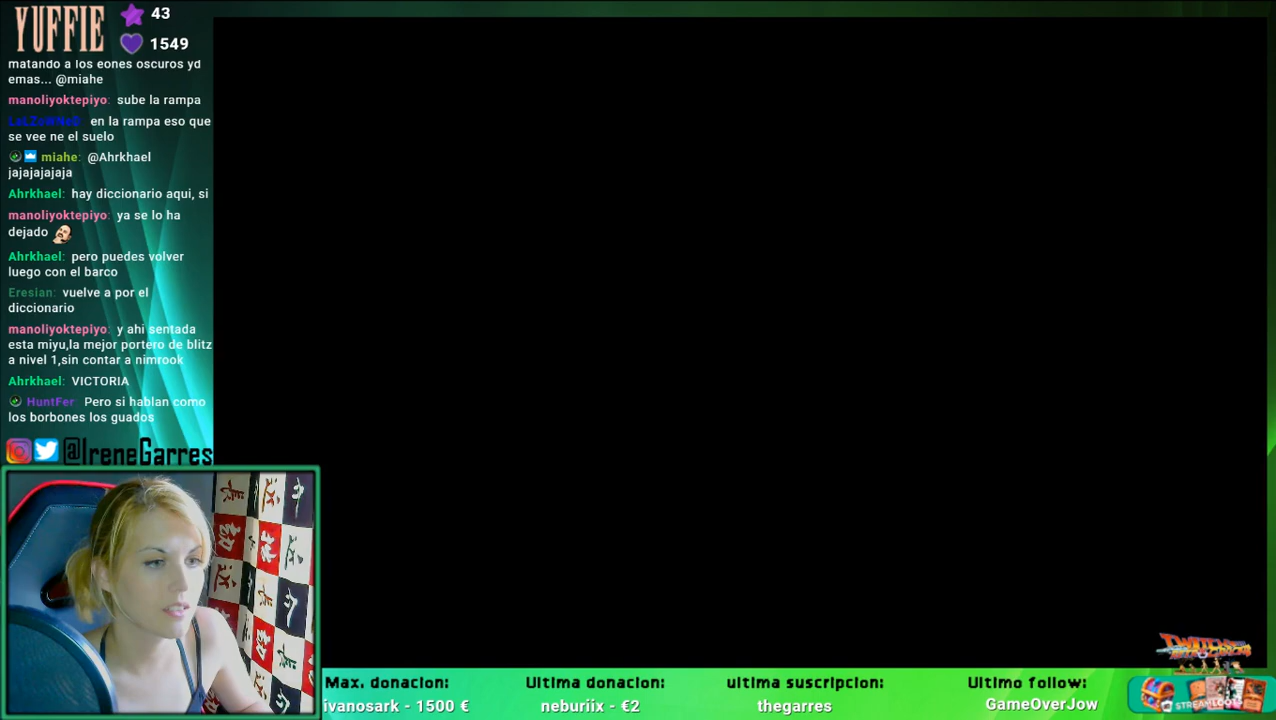 YUFFIE
43
1549
matando a los eones oscuros yd
emas... @miahe
manoliyoktepiyo: sube la rampa
en la rampa eso que
se vee ne el suelo
miahe: @Ahrkhael
jajajajajaja
Ahrkhael: hay diccionario aqui, si
manoliyoktepiyo: ya se lo ha
dejado
Ahrkhael: pero puedes volver
luego con el barco
Eresian: vuelve a por el
diccionario
manoliyoktepiyo: y ahi sentada
esta miyu,la mejor portero de blitz
a nivel 1,sin contar a nimrook
Ahrkhael: VICTORIA
HuntFer: Pero si hablan como
los borbones los guados
@IreneGarres
Max. donacion:
ivanosark - 1500 €
Ultima donacion:
neburiix - €2
ultima suscripcion:
thegarres
Ultimo follow:
GameOverJow
STREAMLOOTS